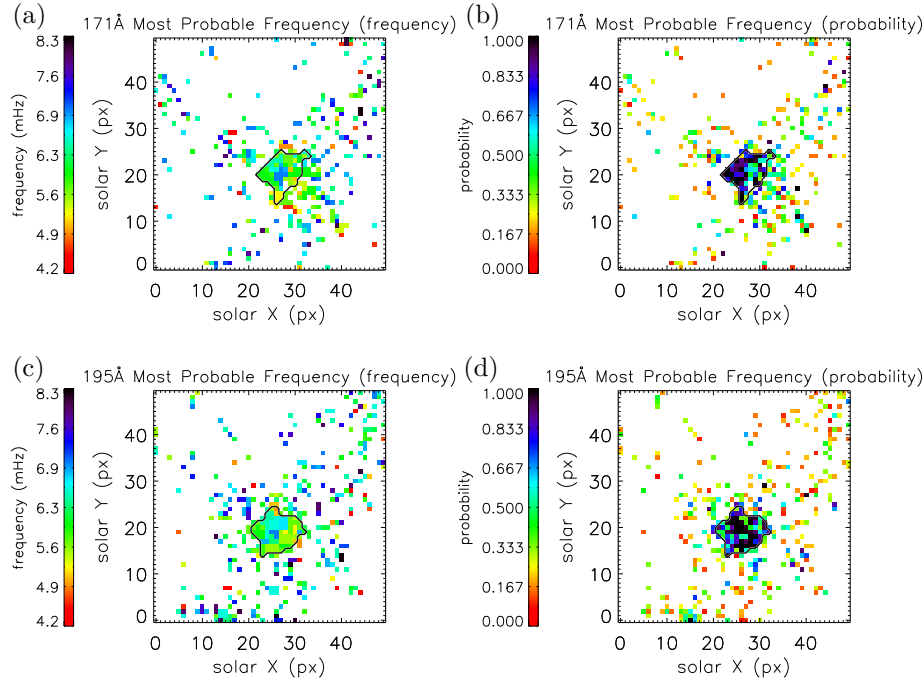 (a)
171Å Most Probable Frequency (frequency)
8.3
7.6
6.9
6.3
5.6
4.9
4.2
frequency (mHz)
solar Y (px)
40
30
20
10
0
0 10 20 30 40
solar X (px)
(b)
171Å Most Probable Frequency (probability)
1.000
0.833
0.667
0.500
0.333
0.167
0.000
probability
solar Y (px)
40
30
20
10
0
0 10 20 30 40
solar X (px)
(c)
195Å Most Probable Frequency (frequency)
8.3
7.6
6.9
6.3
5.6
4.9
4.2
frequency (mHz)
solar Y (px)
40
30
20
10
0
0 10 20 30 40
solar X (px)
(d)
195Å Most Probable Frequency (probability)
1.000
0.833
0.667
0.500
0.333
0.167
0.000
probability
solar Y (px)
40
30
20
10
0
0 10 20 30 40
solar X (px)